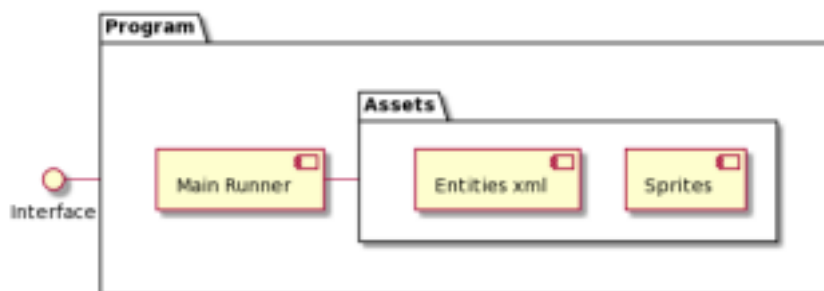 Program
Assets
Main Runner
Entities xml
Sprites
Interface